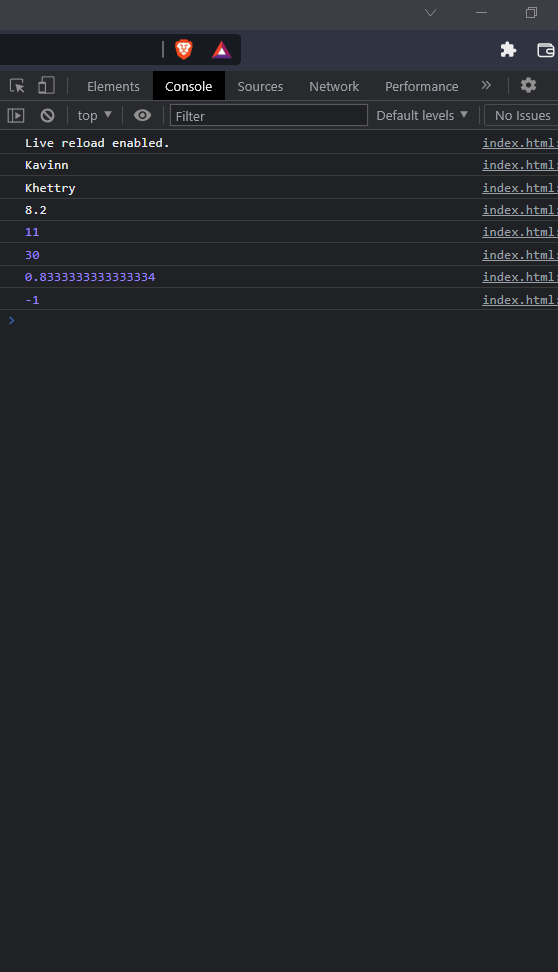 Elements Console Sources Network Performance »
top ▼ Filter Default levels ▼ No Issues
Live reload enabled. index.html:
Kavinn index.html:
Khettry index.html:
8.2 index.html:
11 index.html:
30 index.html:
0.8333333333333334 index.html:
-1 index.html: